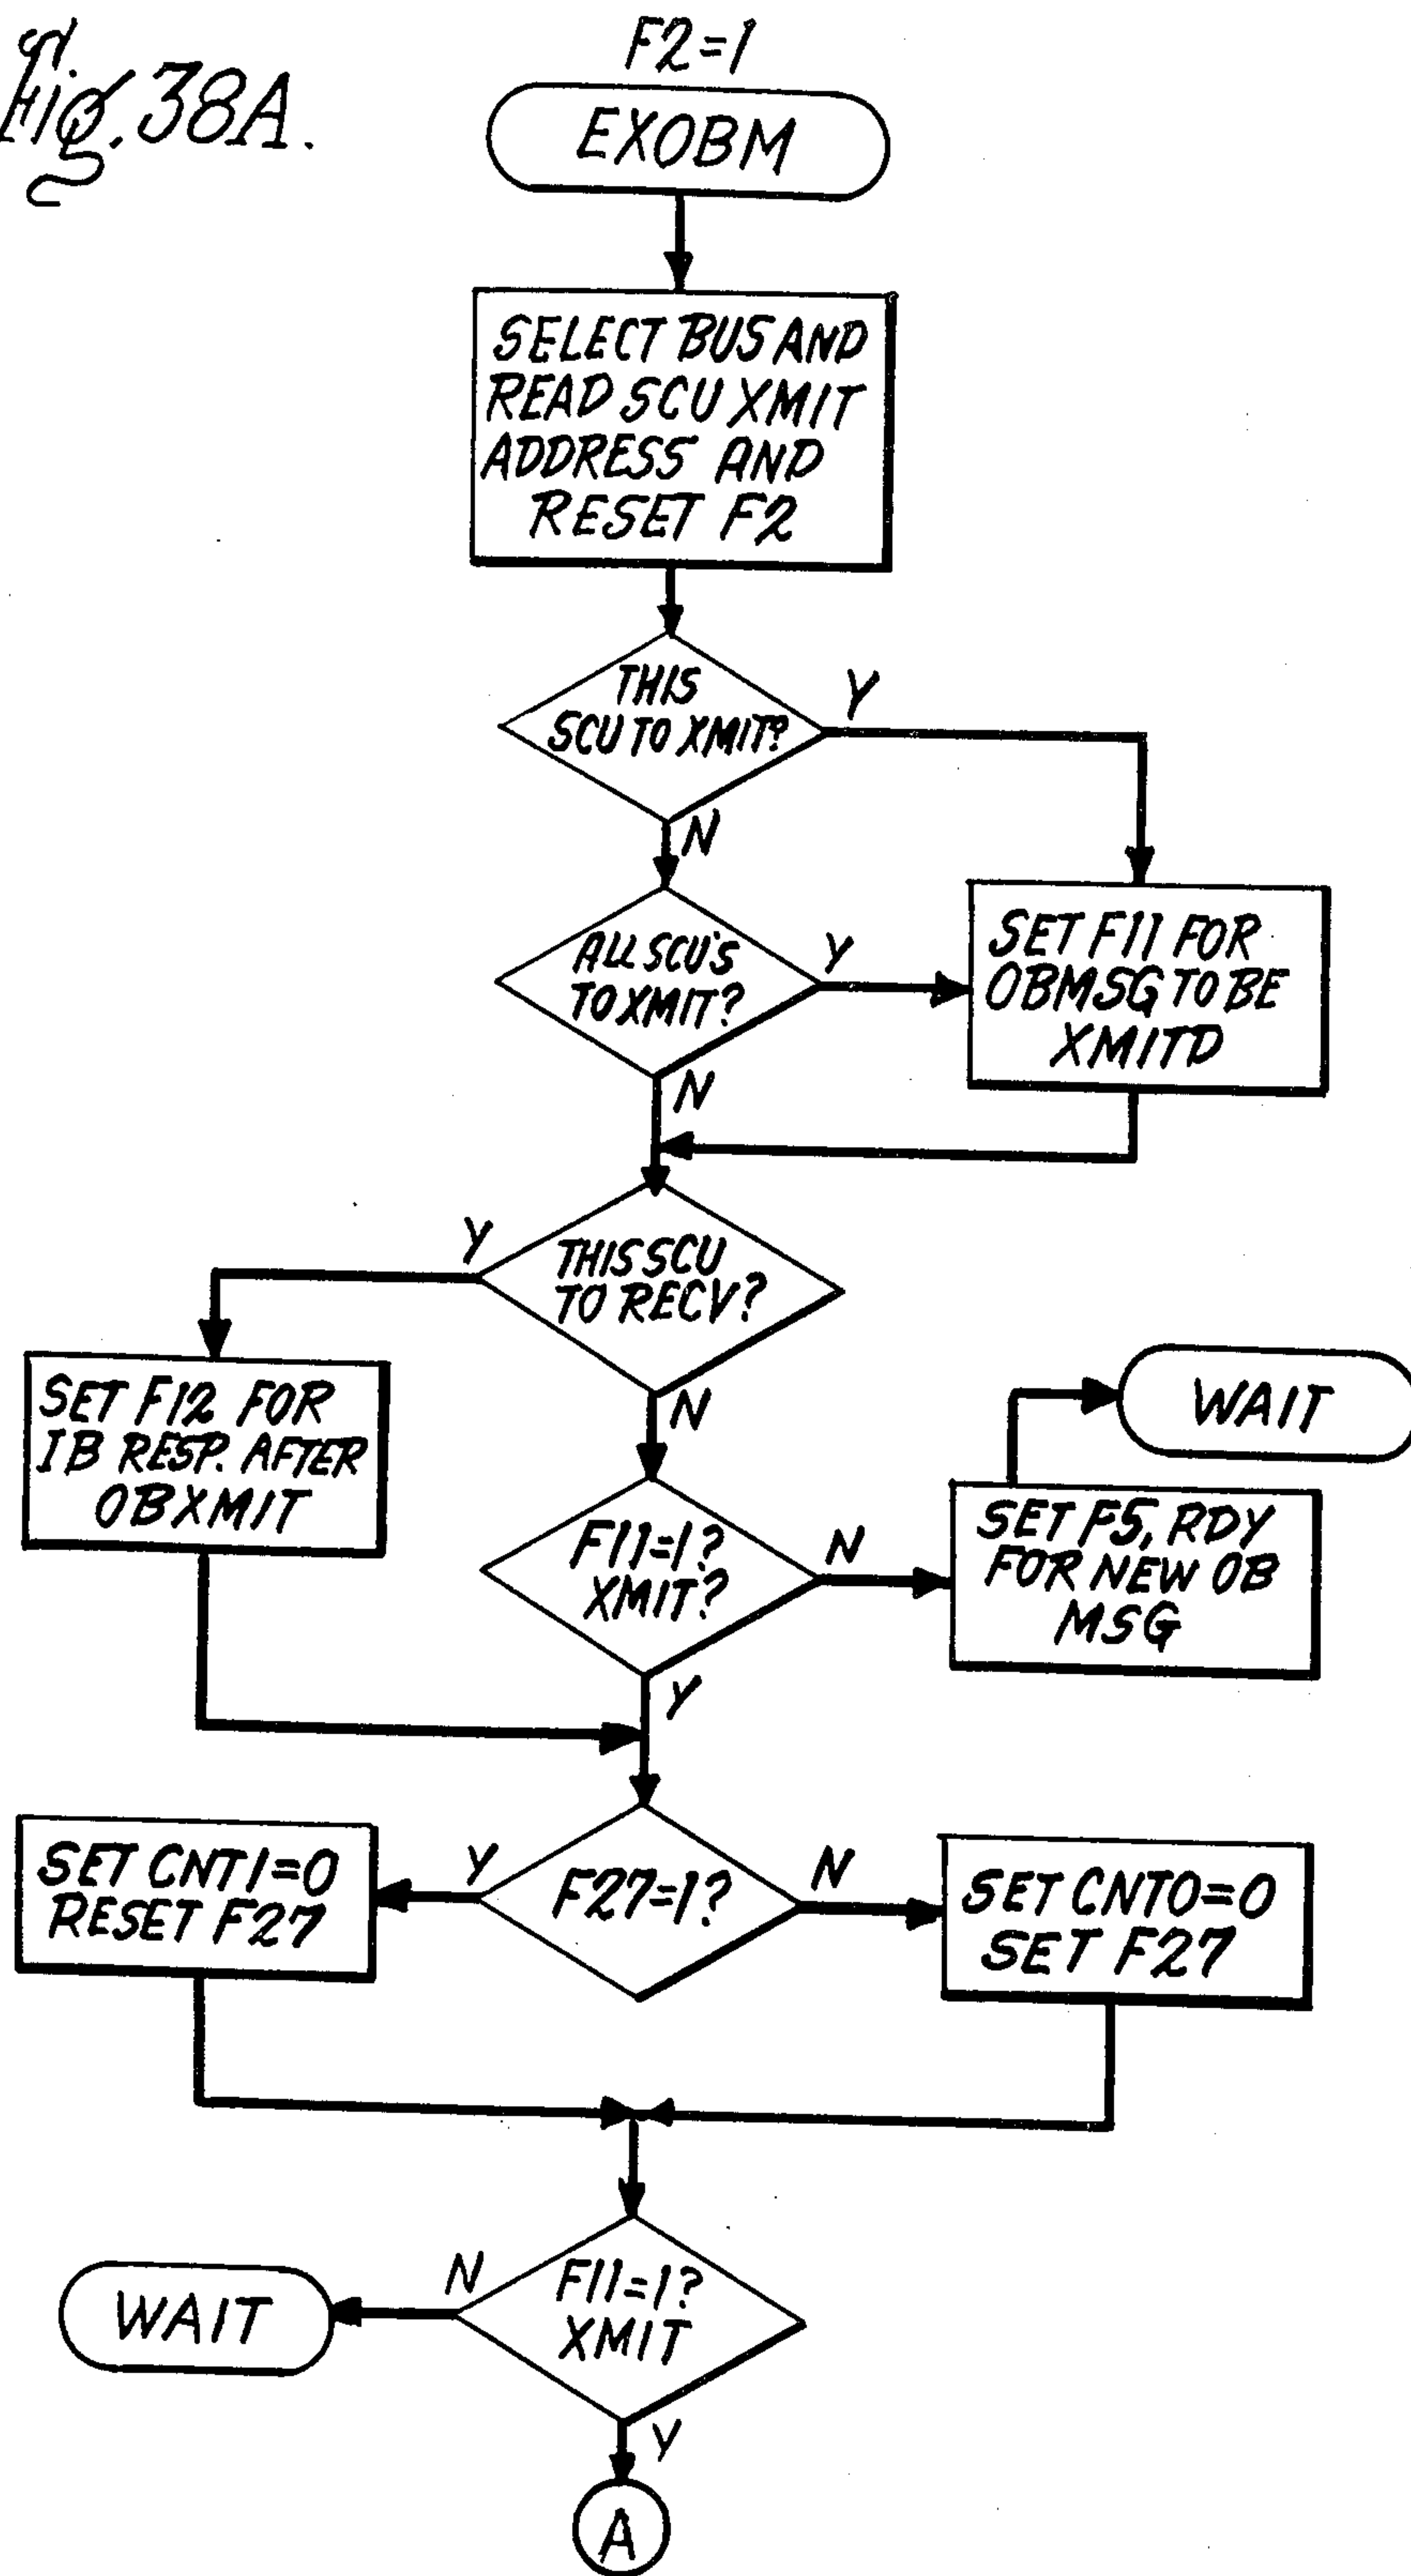 Fig. 38A.
F2=1
EXOBM
SELECT BUS AND
READ SCU XMIT
ADDRESS AND
RESET F2
THIS
SCU TO XMIT?
Y
N
ALL SCU'S
TO XMIT?
Y
N
SET F11 FOR
OBMSG TO BE
XMITD
THIS SCU
TO RECV?
Y
N
SET F12 FOR
IB RESP. AFTER
OBXMIT
WAIT
F11=1?
XMIT?
N
Y
SET F5, RDY
FOR NEW OB
MSG
F27=1?
Y
N
SET CNT1=0
RESET F27
SET CNT0=0
SET F27
F11=1?
XMIT
N
Y
WAIT
A